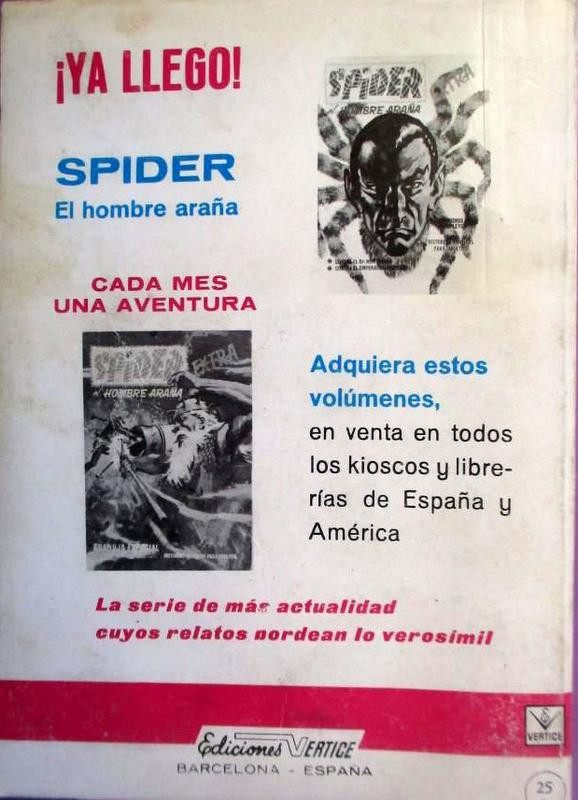 ¡YA LLEGO!
SPIDER
El hombre araña
SPIDER
EXTRA
HOMBRE ARAÑA
CADA MES
UNA AVENTURA
SPIDER
EXTRA
HOMBRE ARAÑA
Adquiera estos
volúmenes,
en venta en todos
los kioscos y libre-
rías de España y
América
La serie de más actualidad
cuyos relatos bordean lo verosímil
Ediciones VERTICE
BARCELONA - ESPAÑA
VERTICE
25